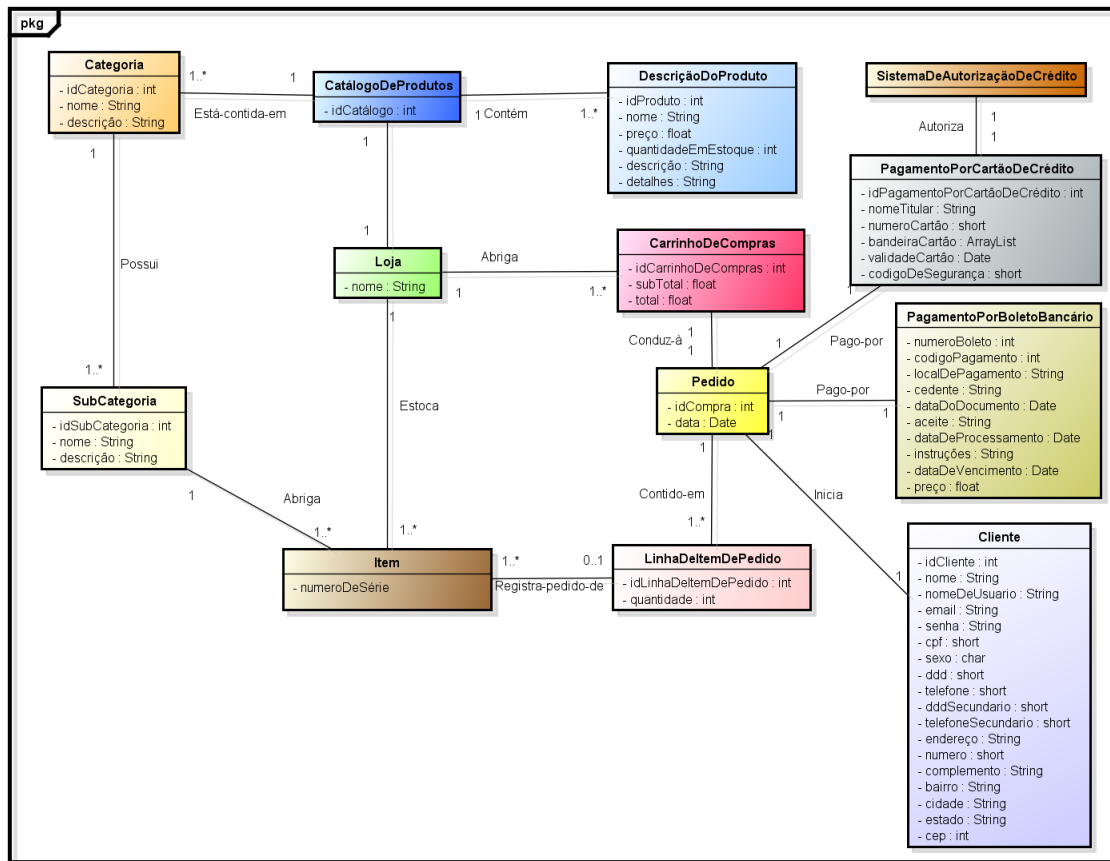 pkg
Categoria
- idCategoria : int
- nome : String
- descrição : String
1..*
1
Está-contida-em
CatálogoDeProdutos
- idCatálogo : int
1
Contém
1..*
DescriçãoDoProduto
- idProduto : int
- nome : String
- preço : float
- quantidadeEmEstoque : int
- descrição : String
- detalhes : String
SistemaDeAutorizaçãoDeCrédito
Autoriza
1
1
PagamentoPorCartãoDeCrédito
- idPagamentoPorCartãoDeCrédito : int
- nomeTitular : String
- numeroCartão : short
- bandeiraCartão : ArrayList
- validadeCartão : Date
- codigoDeSegurança : short
1
1
Possui
1..*
1
1
Loja
- nome : String
1
Abriga
1..*
1
CarrinhoDeCompras
- idCarrinhoDeCompras : int
- subTotal : float
- total : float
1
Conduz-à
1
1
Pago-por
PagamentoPorBoletoBancário
- numeroBoleto : int
- codigoPagamento : int
- localDePagamento : String
- cedente : String
- dataDoDocumento : Date
- aceite : String
- dataDeProcessamento : Date
- instruções : String
- dataDeVencimento : Date
- preço : float
Pedido
- idCompra : int
- data : Date
Pago-por
1
1
1
1
SubCategoria
- idSubCategoria : int
- nome : String
- descrição : String
Estoca
1
Abriga
1..*
1..*
Contido-em
1..*
Inicia
1
Item
- numeroDeSérie
1..*
0..1
Registra-pedido-de
LinhaDeItemDePedido
- idLinhaDeItemDePedido : int
- quantidade : int
Cliente
- idCliente : int
- nome : String
- nomeDeUsuario : String
- email : String
- senha : String
- cpf : short
- sexo : char
- ddd : short
- telefone : short
- dddSecundario : short
- telefoneSecundario : short
- endereço : String
- numero : short
- complemento : String
- bairro : String
- cidade : String
- estado : String
- cep : int